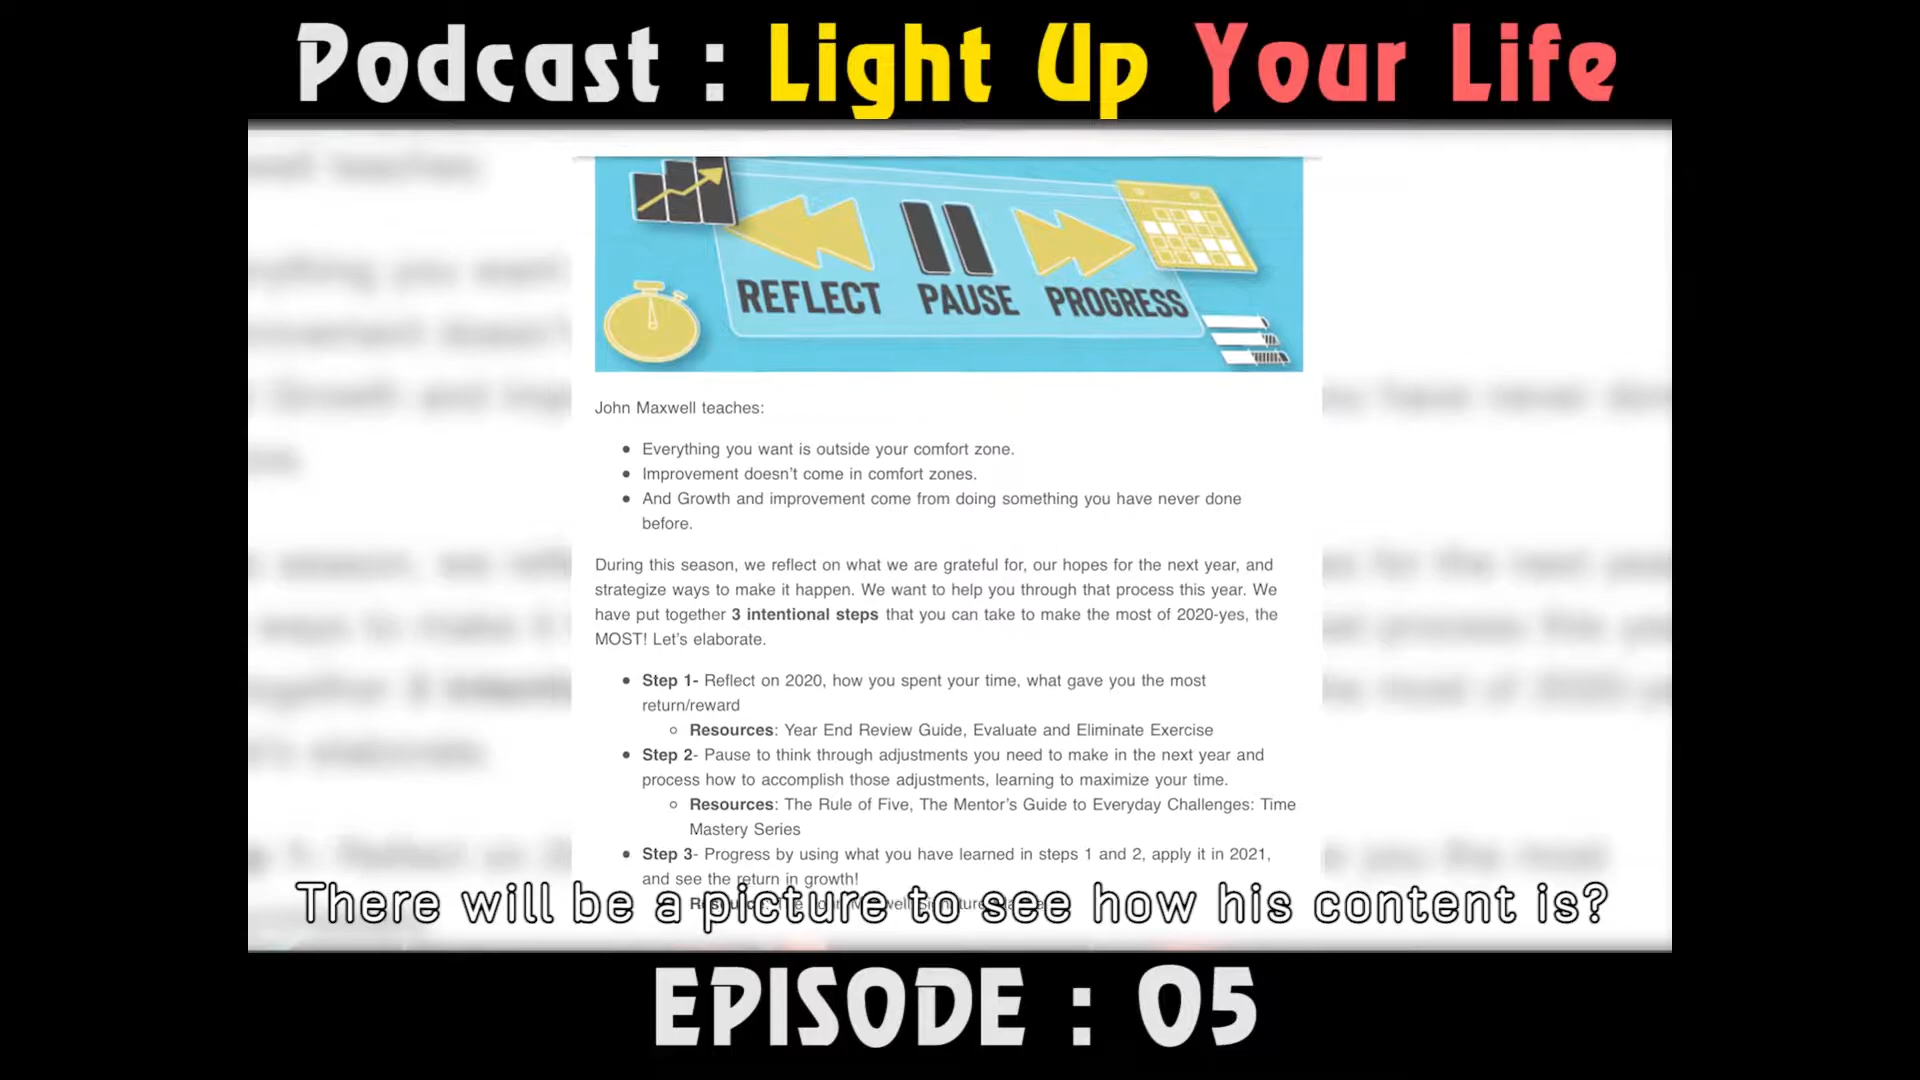 Podcast : Light Up Your Life
REFLECT PAUSE PROGRESS
John Maxwell teaches:
• Everything you want is outside your comfort zone.
• Improvement doesn't come in comfort zones.
• And Growth and improvement come from doing something you have never done
before.
During this season, we reflect on what we are grateful for, our hopes for the next year, and
strategize ways to make it happen. We want to help you through that process this year. We
have put together 3 intentional steps that you can take to make the most of 2020-yes, the
MOST! Let's elaborate.
• Step 1- Reflect on 2020, how you spent your time, what gave you the most
return/reward
○ Resources: Year End Review Guide, Evaluate and Eliminate Exercise
• Step 2- Pause to think through adjustments you need to make in the next year and
process how to accomplish those adjustments, learning to maximize your time.
○ Resources: The Rule of Five, The Mentor's Guide to Everyday Challenges: Time
Mastery Series
• Step 3- Progress by using what you have learned in steps 1 and 2, apply it in 2021,
and see the return in growth!
There will be a picture to see how his content is?
EPISODE : 05